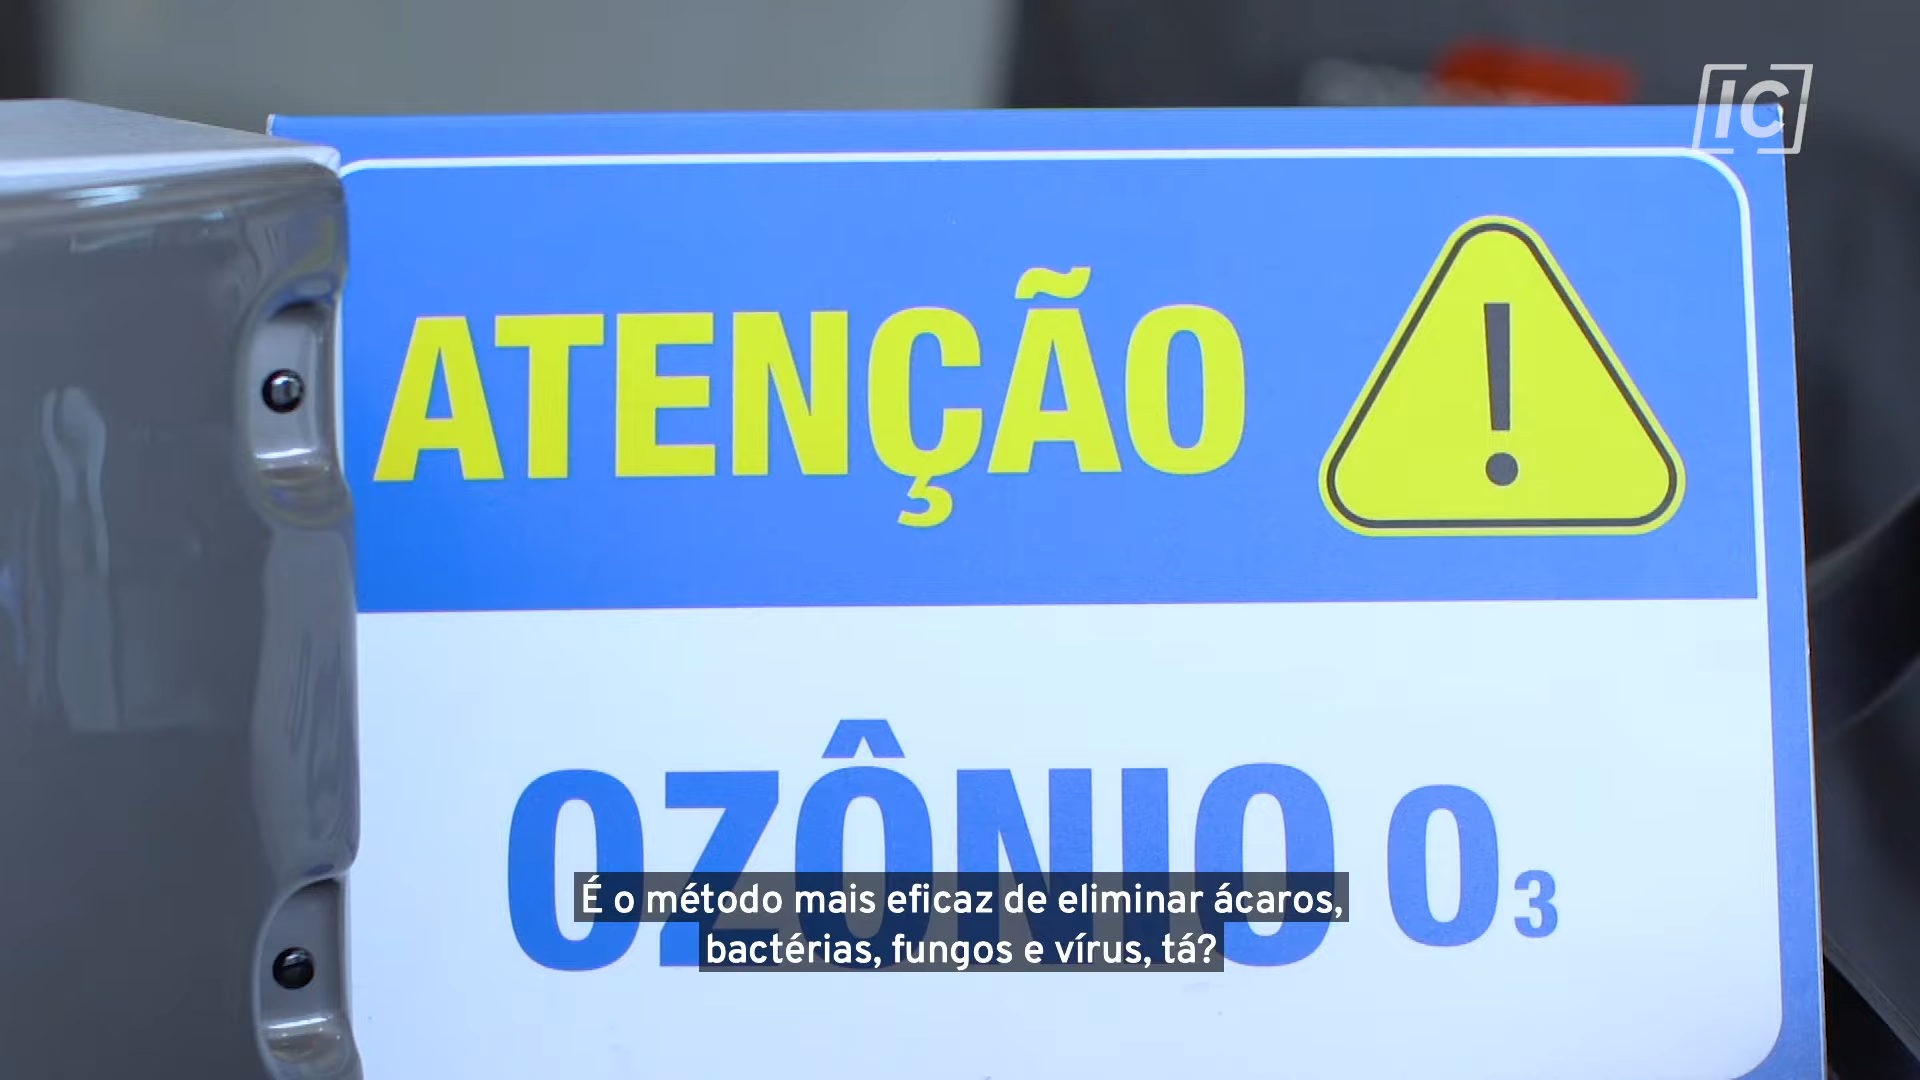 IC
ATENÇÃO
!
OZÔNIO O₃
É o método mais eficaz de eliminar ácaros,
bactérias, fungos e vírus, tá?